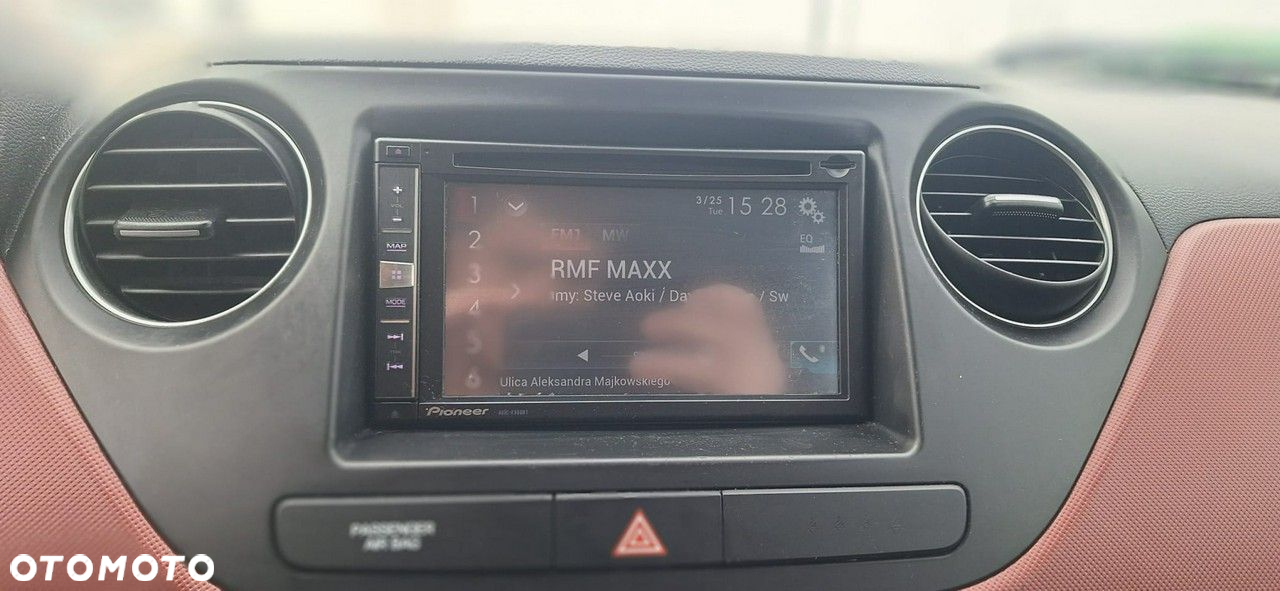 +
VOL
MAP
MODE
1
2
3
4
5
6
3/25
Tue
15 28
FM1 MW
EQ
RMF MAXX
my: Steve Aoki / Da / Sw
Ulica Aleksandra Majkowskiego
Pioneer
PASSENGER
AIR BAG
OTOMOTO